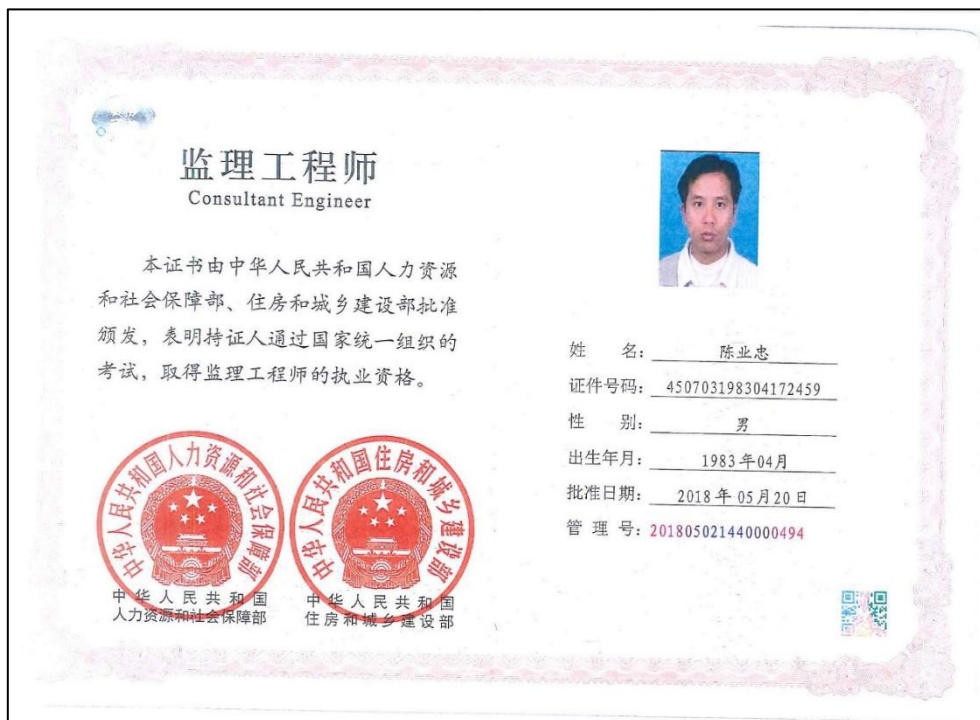 监理工程师
Consultant Engineer
本证书由中华人民共和国人力资源
和社会保障部、住房和城乡建设部批准
颁发，表明持证人通过国家统一组织的
考试，取得监理工程师的执业资格。
中华人民共和国人力资源和社会保障部
中华人民共和国
人力资源和社会保障部
中华人民共和国住房和城乡建设部
中华人民共和国
住房和城乡建设部
姓 名：陈业忠
证件号码：450703198304172459
性 别：男
出生年月：1983年04月
批准日期：2018年05月20日
管 理 号：201805021440000494